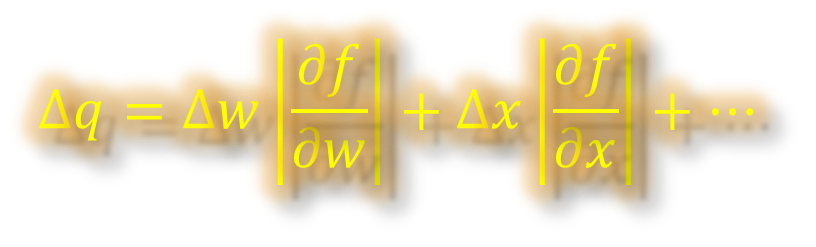 Δq = Δw |∂f/∂w| + Δx |∂f/∂x| + ⋯